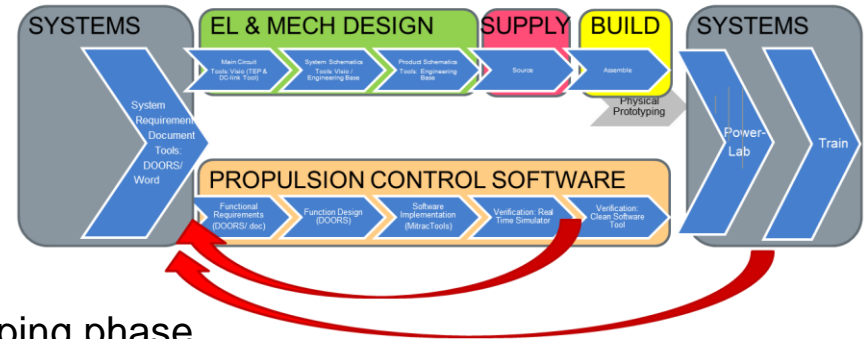 SYSTEMS
System
Requirement
Document
Tools:
DOORS/
Word
EL & MECH DESIGN
Main Circuit
Tools: Visio (TEP &
DC-link Tool)
System Schematics
Tools: Visio /
Engineering Base
Product Schematics
Tools: Engineering
Base
SUPPLY
Source
BUILD
Assemble
Physical
Prototyping
PROPULSION CONTROL SOFTWARE
Functional
Requirements
(DOORS/.doc)
Function Design
(DOORS)
Software
Implementation
(MitracTools)
Verification: Real
Time Simulator
Verification:
Clean Software
Tool
SYSTEMS
Power-
Lab
Train
ping phase